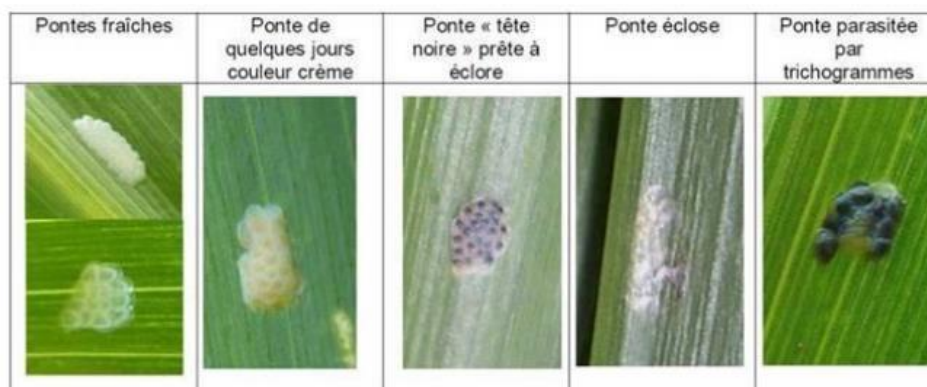 Pontes fraîches
Ponte de
quelques jours
couleur crème
Ponte « tête
noire » prête à
éclore
Ponte éclose
Ponte parasitée
par
trichogrammes